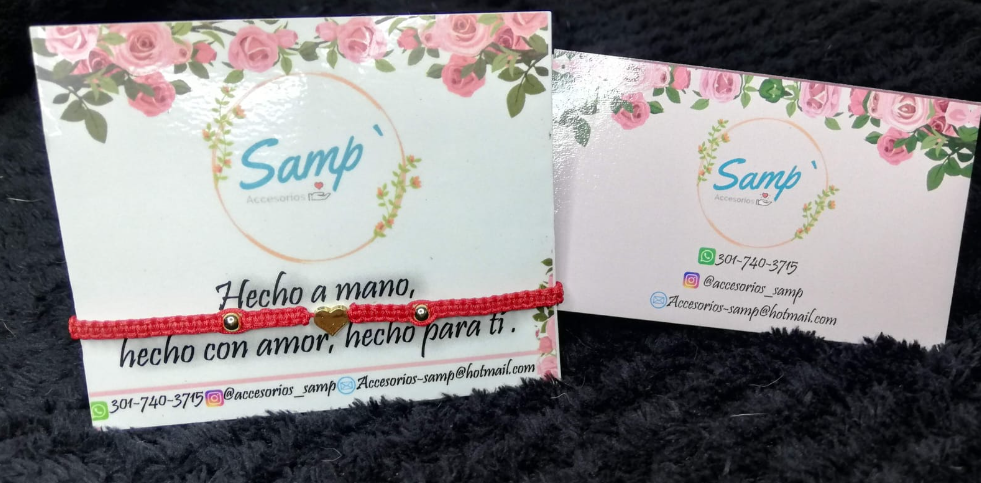 Samp`
Accesorios
Hecho a mano,
hecho con amor, hecho para ti .
301-740-3715 @accesorios_samp Accesorios-samp@hotmail.com
Samp`
Accesorios
301-740-3715
@accesorios_samp
Accesorios-samp@hotmail.com